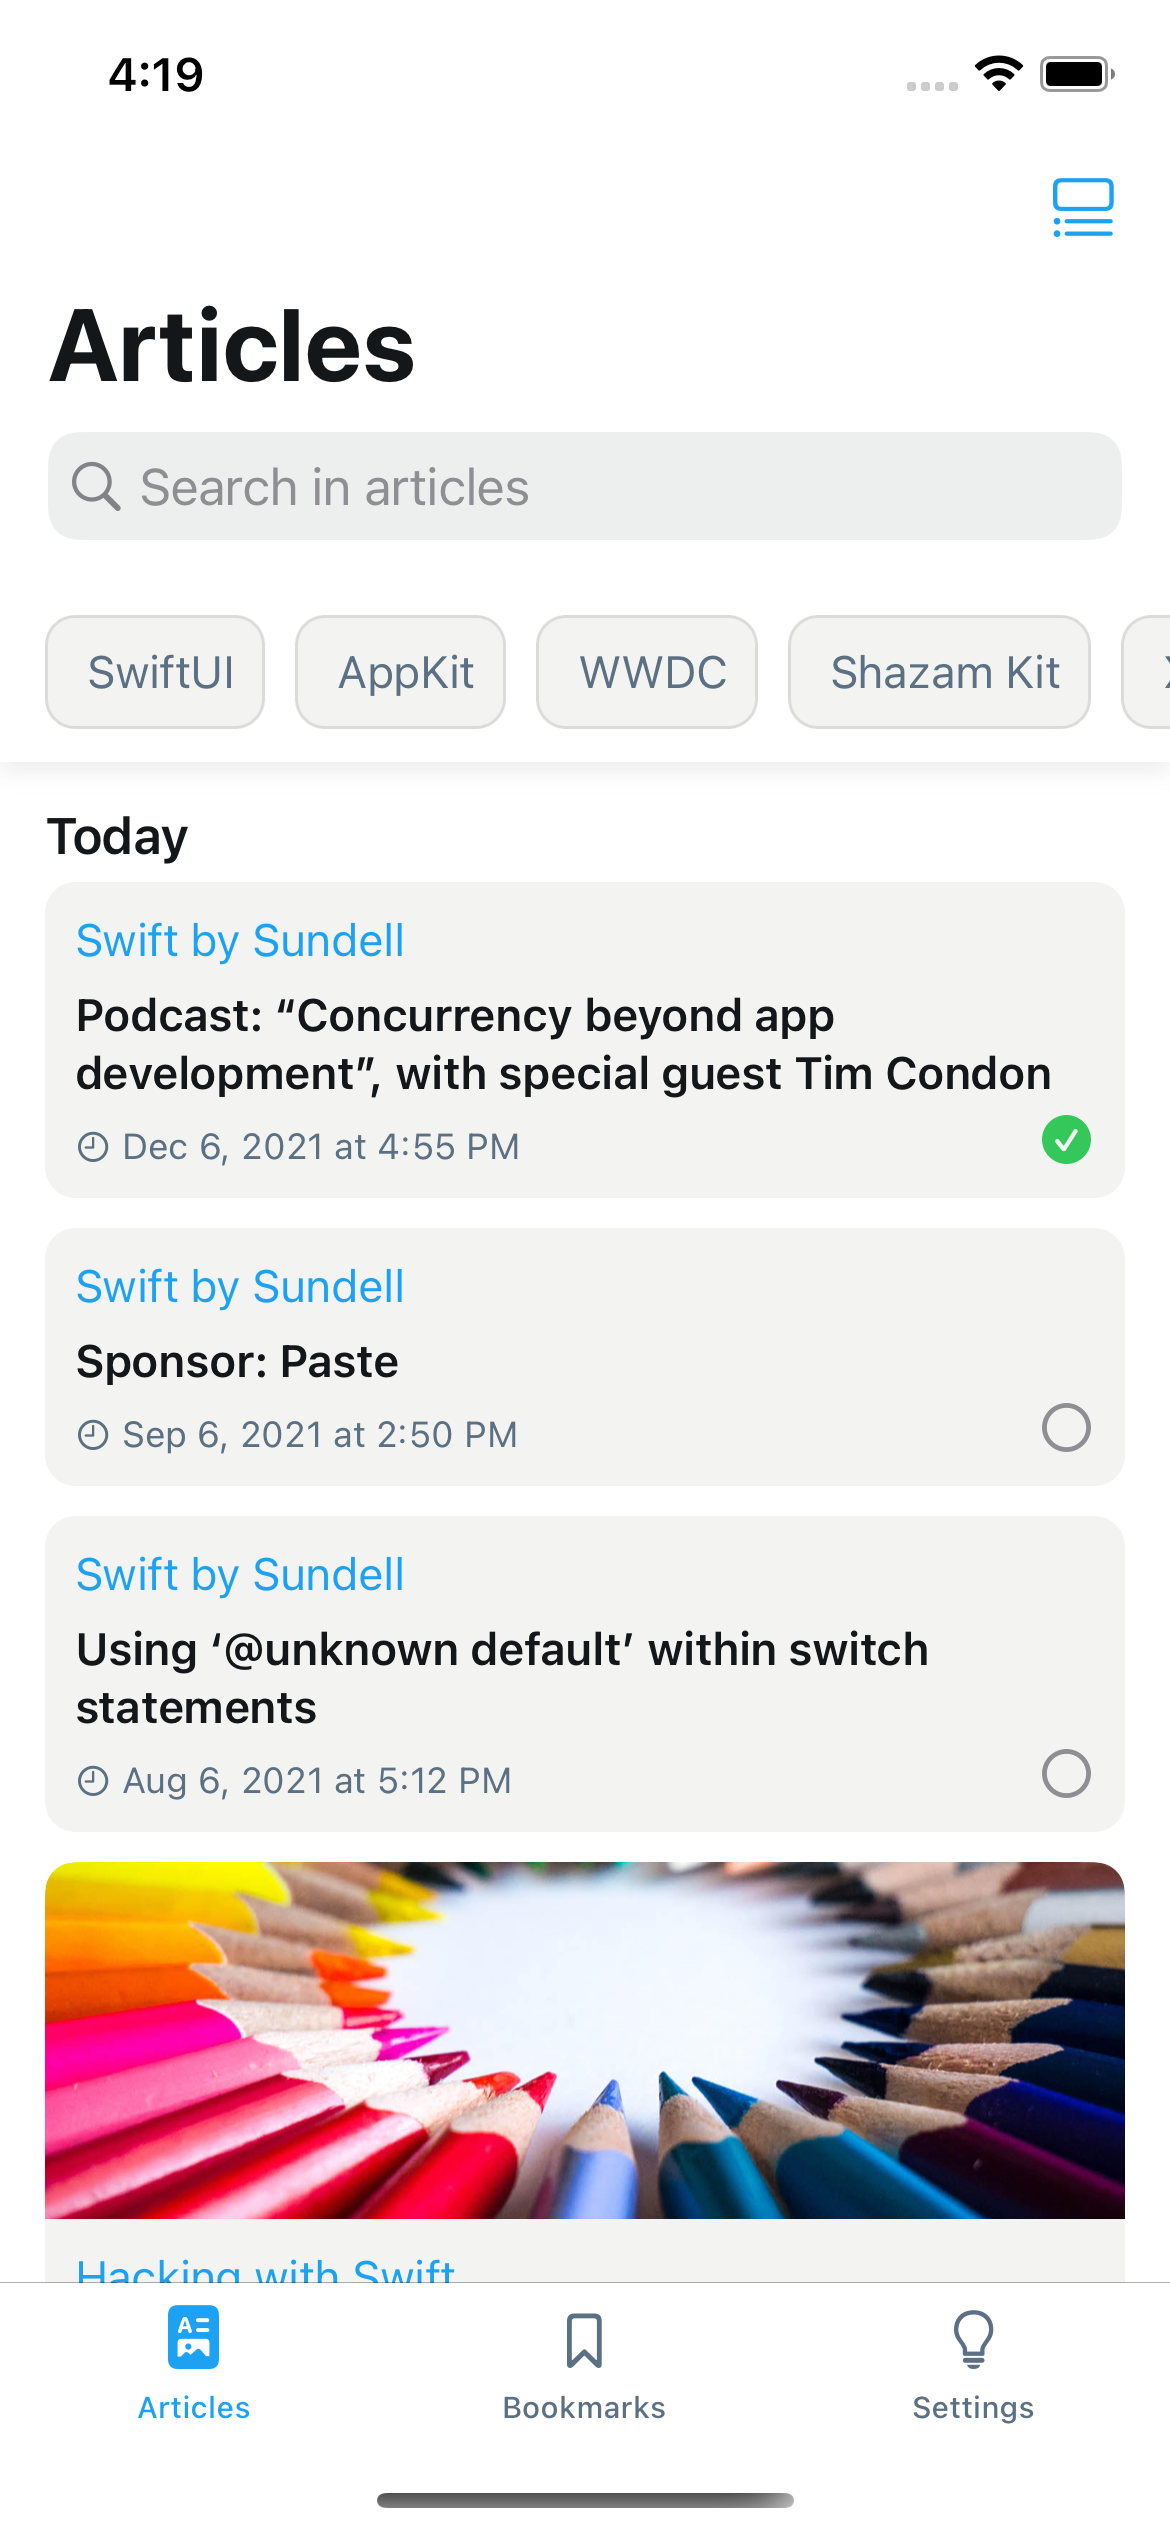 4:19
Articles
Search in articles
SwiftUI
AppKit
WWDC
Shazam Kit
Today
Swift by Sundell
Podcast: “Concurrency beyond app
development”, with special guest Tim Condon
Dec 6, 2021 at 4:55 PM
Swift by Sundell
Sponsor: Paste
Sep 6, 2021 at 2:50 PM
Swift by Sundell
Using ‘@unknown default’ within switch
statements
Aug 6, 2021 at 5:12 PM
Hacking with Swift
Articles
Bookmarks
Settings